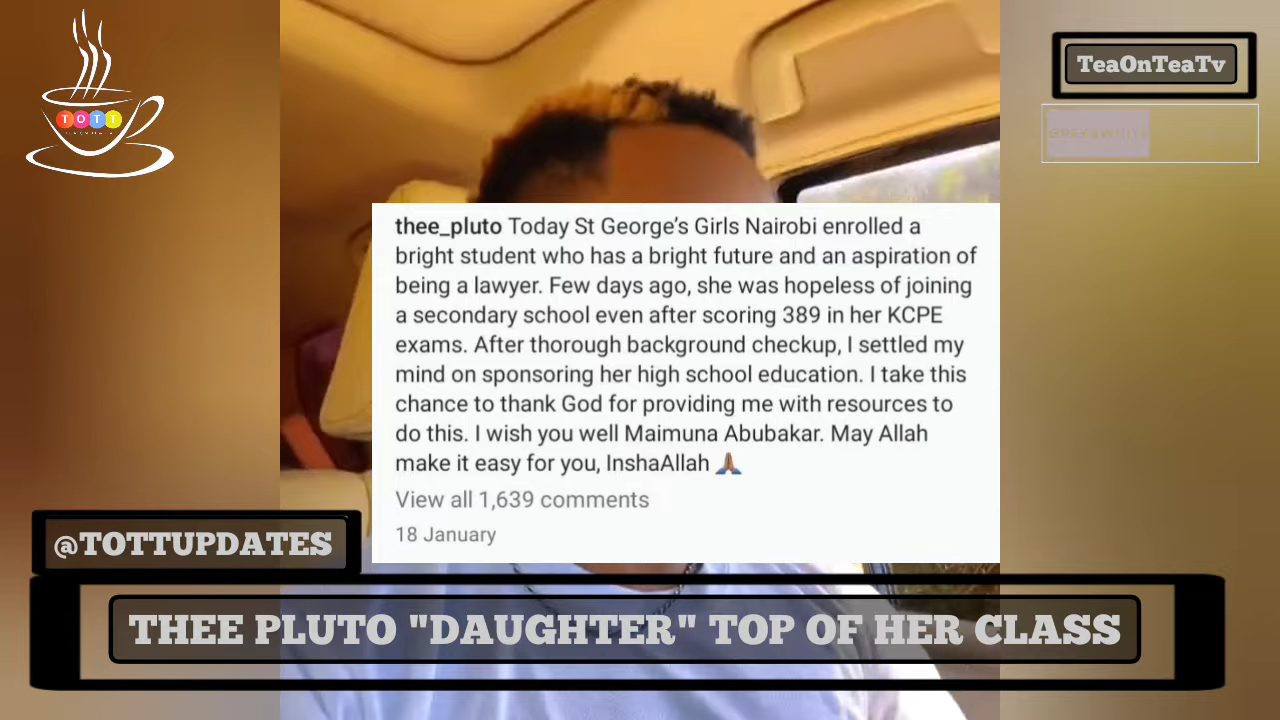 TOTT
TeaOnTeaTv
GREY&WHITE
thee_pluto Today St George’s Girls Nairobi enrolled a
bright student who has a bright future and an aspiration of
being a lawyer. Few days ago, she was hopeless of joining
a secondary school even after scoring 389 in her KCPE
exams. After thorough background checkup, I settled my
mind on sponsoring her high school education. I take this
chance to thank God for providing me with resources to
do this. I wish you well Maimuna Abubakar. May Allah
make it easy for you, InshaAllah 🙏🏾
View all 1,639 comments
18 January
@TOTTUPDATES
THEE PLUTO "DAUGHTER" TOP OF HER CLASS